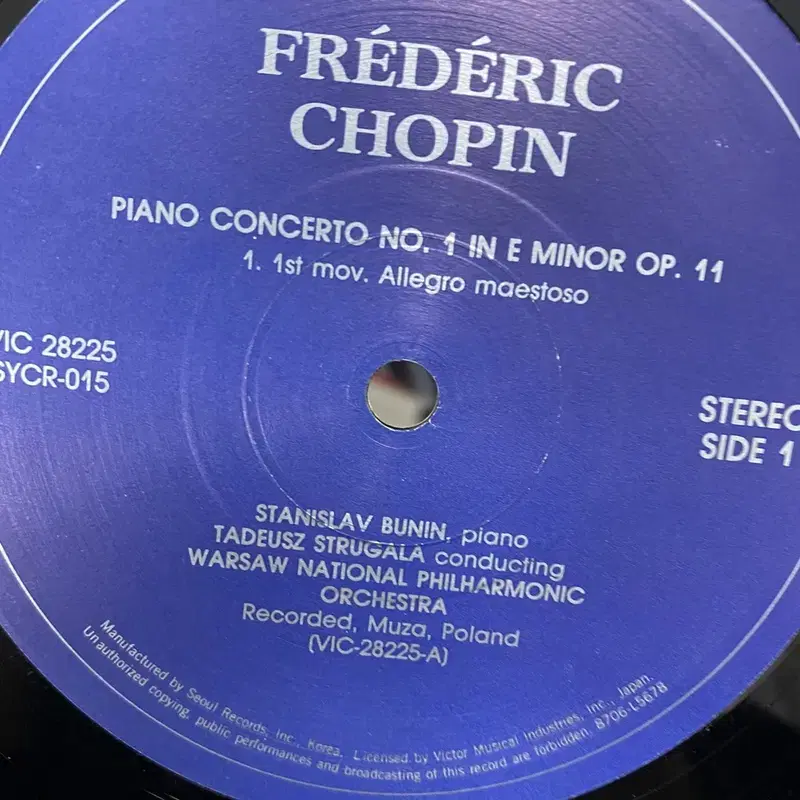 FRÉDÉRIC
CHOPIN
PIANO CONCERTO NO. 1 IN E MINOR OP. 11
1. 1st mov. Allegro maestoso
VIC 28225
SYCR-015
STEREO
SIDE 1
STANISLAV BUNIN, piano
TADEUSZ STRUGALA conducting
WARSAW NATIONAL PHILHARMONIC
ORCHESTRA
Recorded, Muza, Poland
(VIC-28225-A)
Manufactured by Seoul Records, Inc., Korea, Licensed by Victor Musical Industries, Inc., Japan.
Unauthorized copying, public performances and broadcasting of this record are forbidden. 8706-L5678